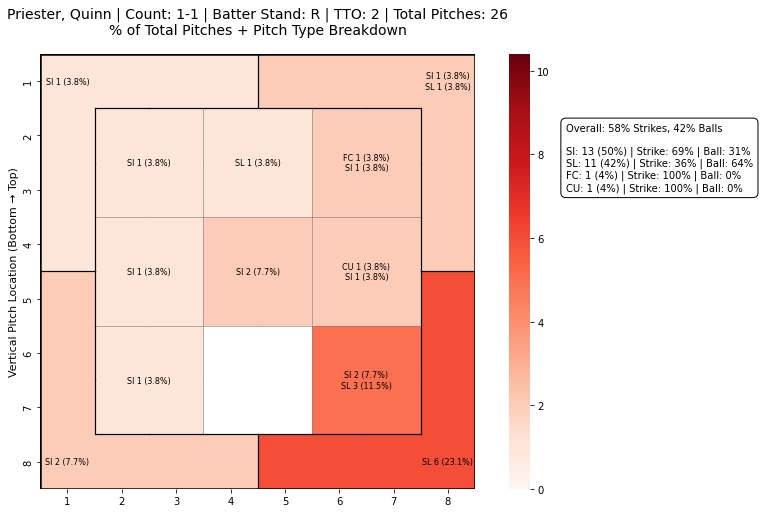 Priester, Quinn | Count: 1-1 | Batter Stand: R | TTO: 2 | Total Pitches: 26
% of Total Pitches + Pitch Type Breakdown
Vertical Pitch Location (Bottom → Top)
1
2
3
4
5
6
7
8
SI 1 (3.8%)
SI 1 (3.8%)
SL 1 (3.8%)
SI 1 (3.8%)
SL 1 (3.8%)
FC 1 (3.8%)
SI 1 (3.8%)
SI 1 (3.8%)
SI 2 (7.7%)
CU 1 (3.8%)
SI 1 (3.8%)
SI 1 (3.8%)
SI 2 (7.7%)
SL 3 (11.5%)
SI 2 (7.7%)
SL 6 (23.1%)
1 2 3 4 5 6 7 8
10
8
6
4
2
0
Overall: 58% Strikes, 42% Balls
SI: 13 (50%) | Strike: 69% | Ball: 31%
SL: 11 (42%) | Strike: 36% | Ball: 64%
FC: 1 (4%) | Strike: 100% | Ball: 0%
CU: 1 (4%) | Strike: 100% | Ball: 0%